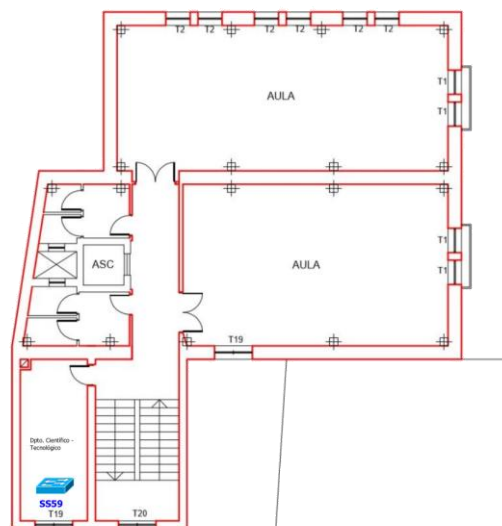 T2 T2 T2 T2 T2 T2
AULA
T1
T1
ASC
AULA
T1
T1
T19
Dpto. Científico -
Tecnológico
SS59
T19
T20